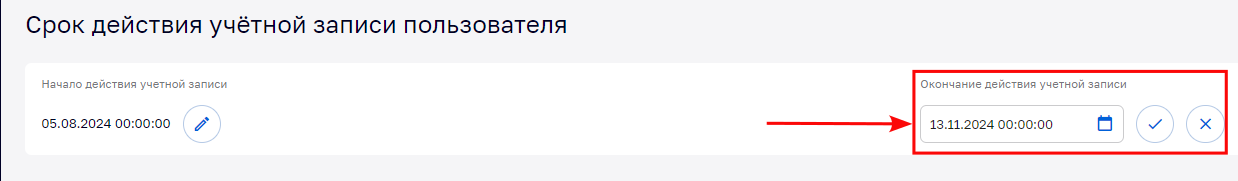 Срок действия учётной записи пользователя
Начало действия учетной записи
Окончание действия учетной записи
05.08.2024 00:00:00
13.11.2024 00:00:00